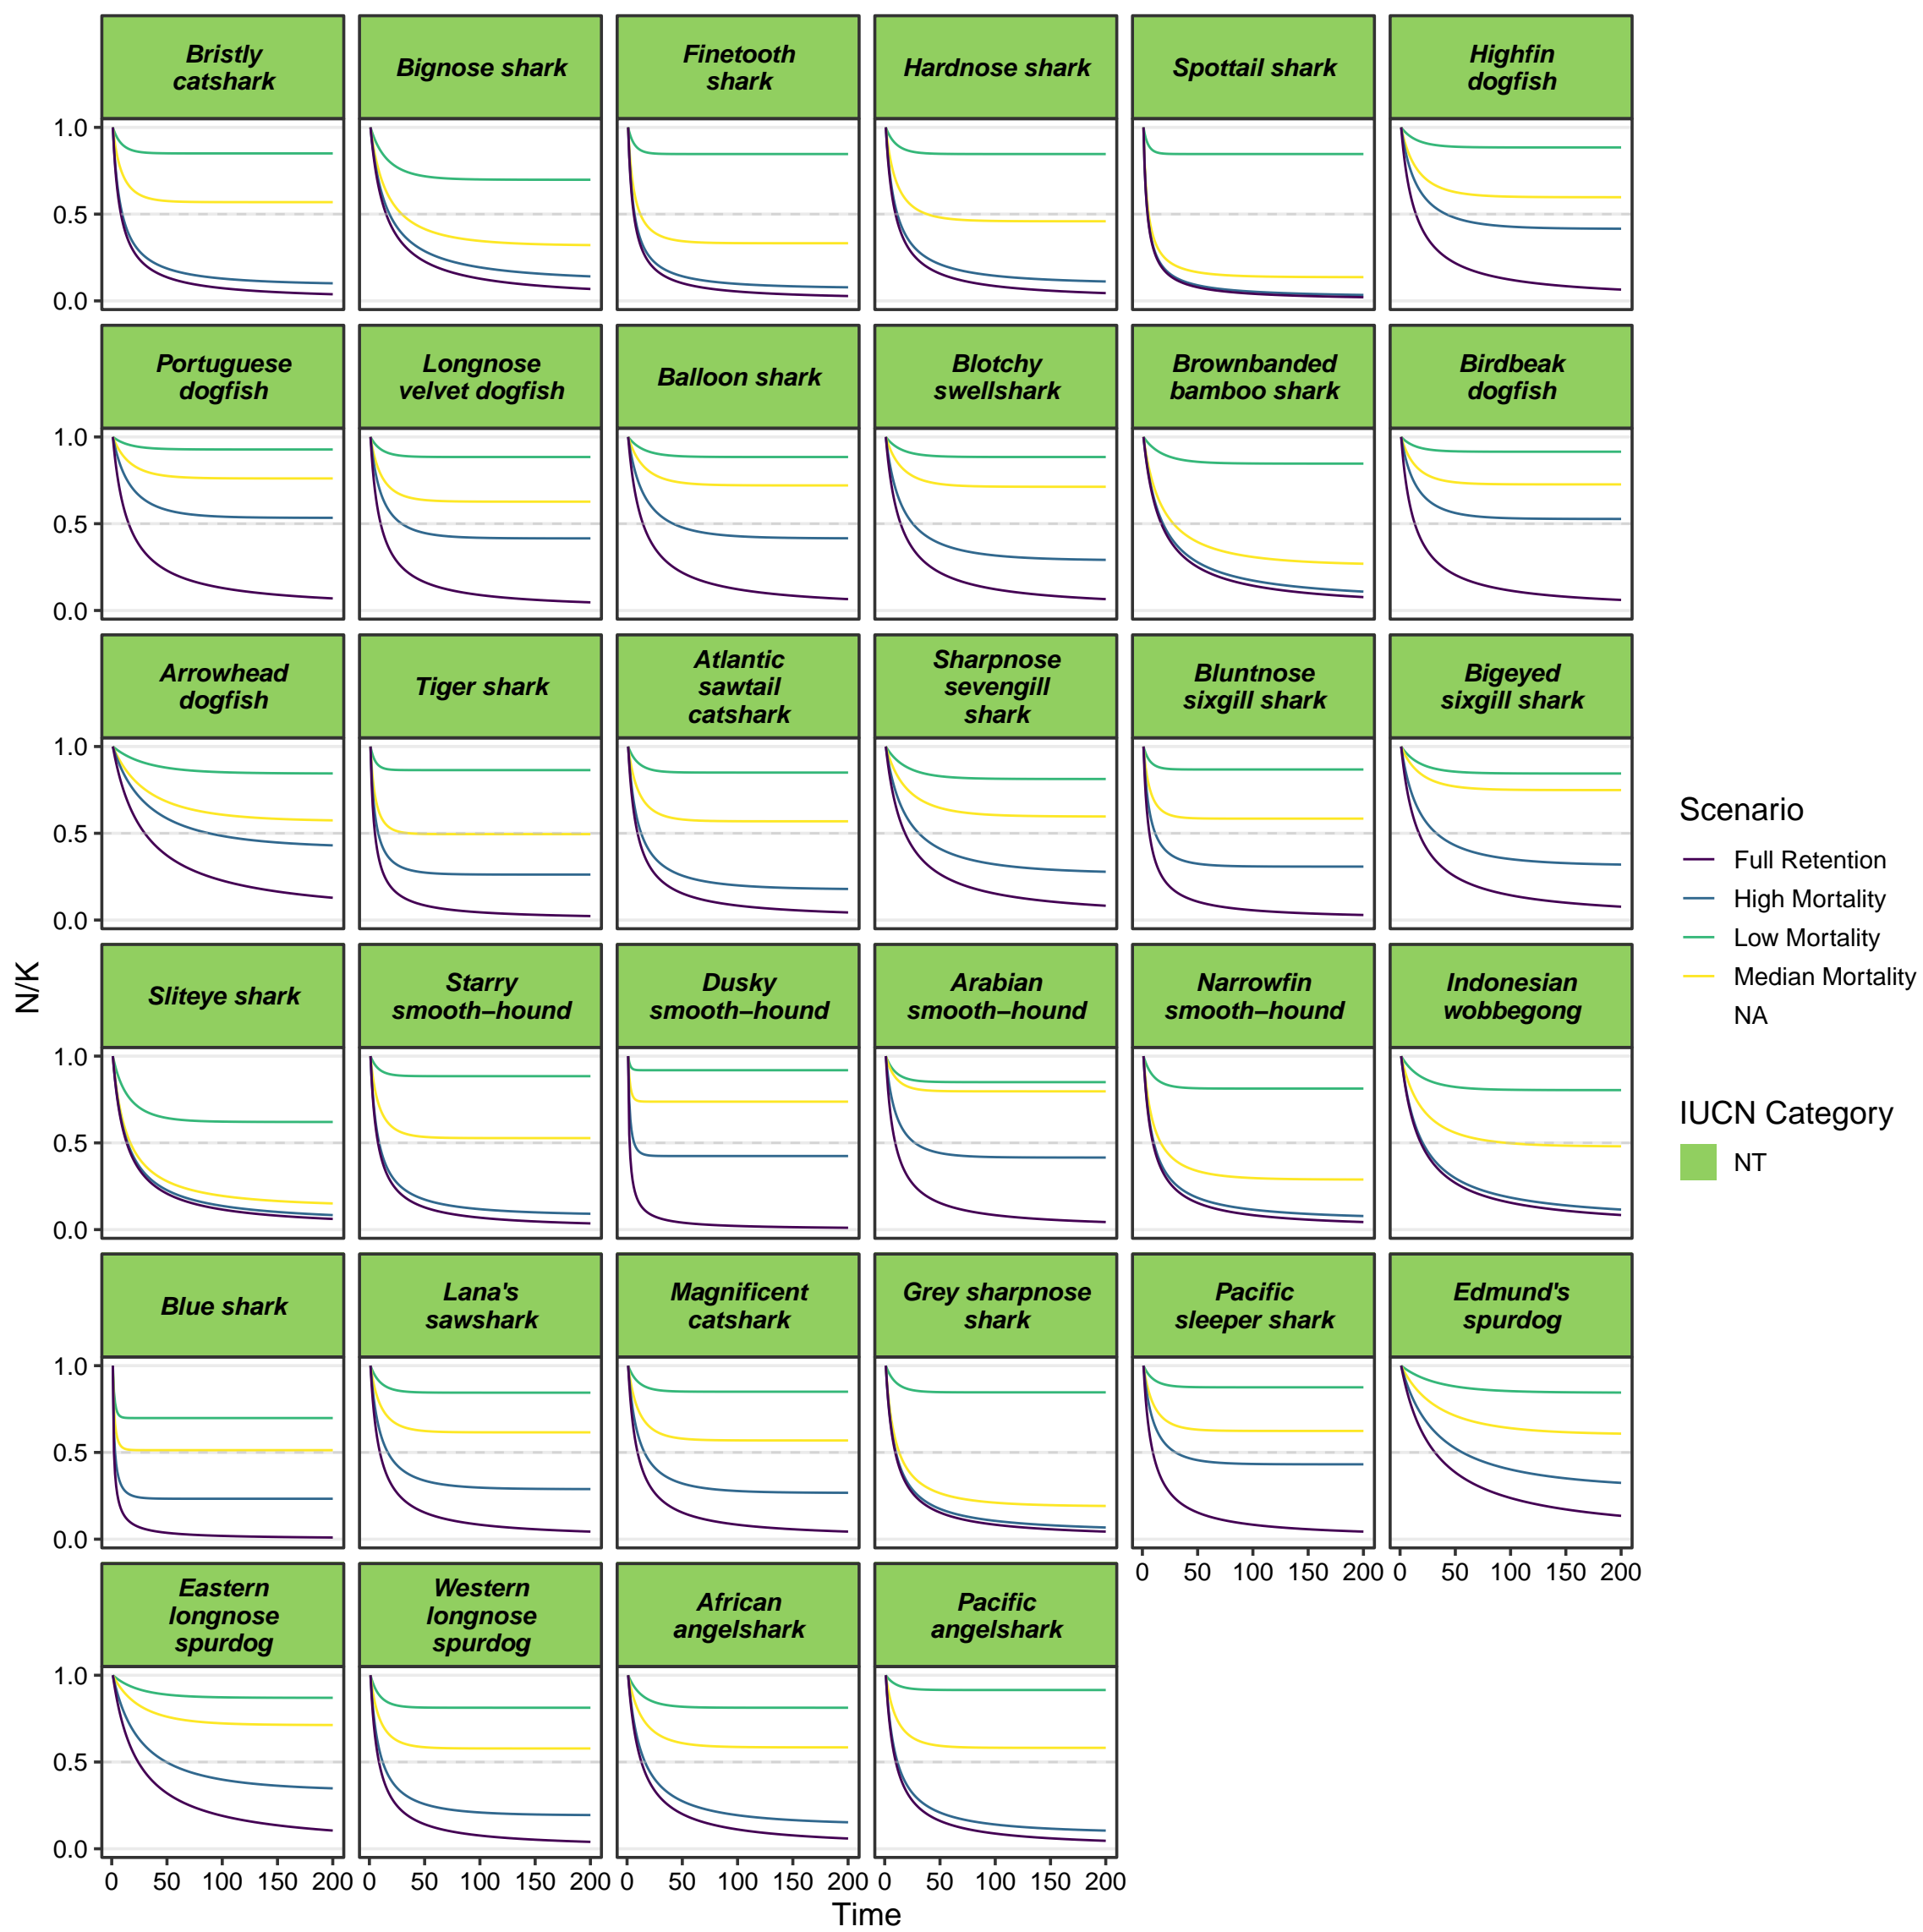 Bristly
catshark
Bignose shark
Finetooth
shark
Hardnose shark
Spottail shark
Highfin
dogfish
1.0
0.5
0.0
Portuguese
dogfish
Longnose
velvet dogfish
Balloon shark
Blotchy
swellshark
Brownbanded
bamboo shark
Birdbeak
dogfish
1.0
0.5
0.0
Arrowhead
dogfish
Tiger shark
Atlantic
sawtail
catshark
Sharpnose
sevengill
shark
Bluntnose
sixgill shark
Bigeyed
sixgill shark
1.0
0.5
0.0
Sliteye shark
Starry
smooth−hound
Dusky
smooth−hound
Arabian
smooth−hound
Narrowfin
smooth−hound
Indonesian
wobbegong
1.0
0.5
0.0
Blue shark
Lana's
sawshark
Magnificent
catshark
Grey sharpnose
shark
Pacific
sleeper shark
Edmund's
spurdog
1.0
0.5
0.0
0 50 100 150 200
0 50 100 150 200
Eastern
longnose
spurdog
Western
longnose
spurdog
African
angelshark
Pacific
angelshark
1.0
0.5
0.0
0 50 100 150 200
0 50 100 150 200
0 50 100 150 200
0 50 100 150 200
Time
N/K
Scenario
Full Retention
High Mortality
Low Mortality
Median Mortality
NA
IUCN Category
NT